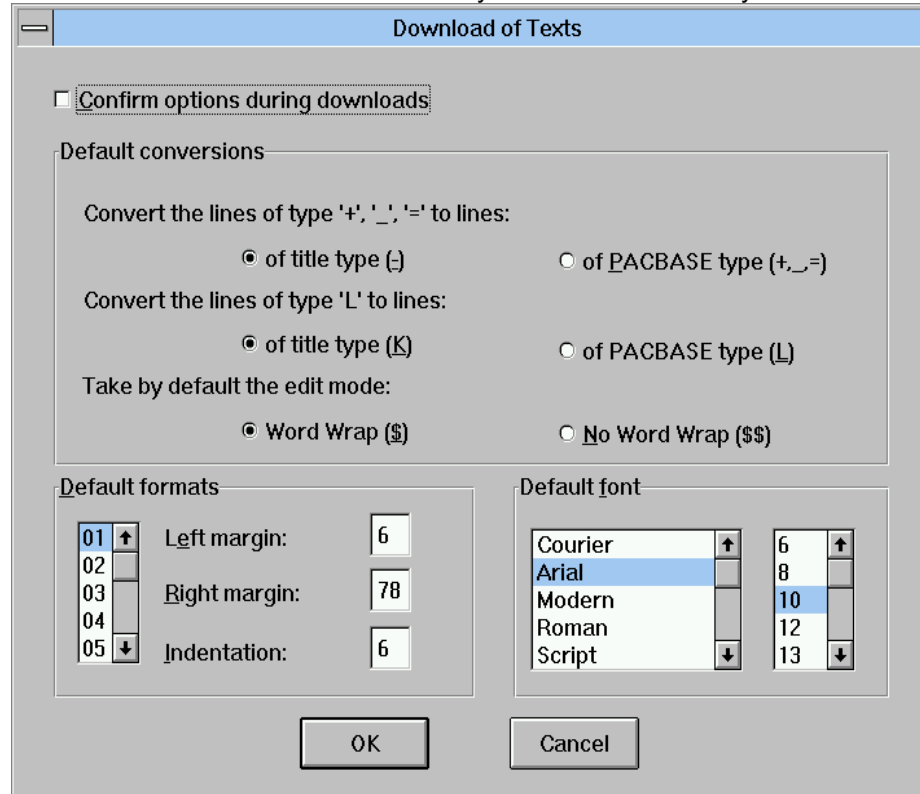 Download of Texts
Confirm options during downloads
Default conversions
Convert the lines of type '+', '_', '=' to lines:
of title type (-) of PACBASE type (+,_,=)
Convert the lines of type 'L' to lines:
of title type (K) of PACBASE type (L)
Take by default the edit mode:
Word Wrap ($) No Word Wrap ($$)
Default formats
01
02
03
04
05
Left margin: 6
Right margin: 78
Indentation: 6
Default font
Courier
Arial
Modern
Roman
Script
6
8
10
12
13
OK Cancel